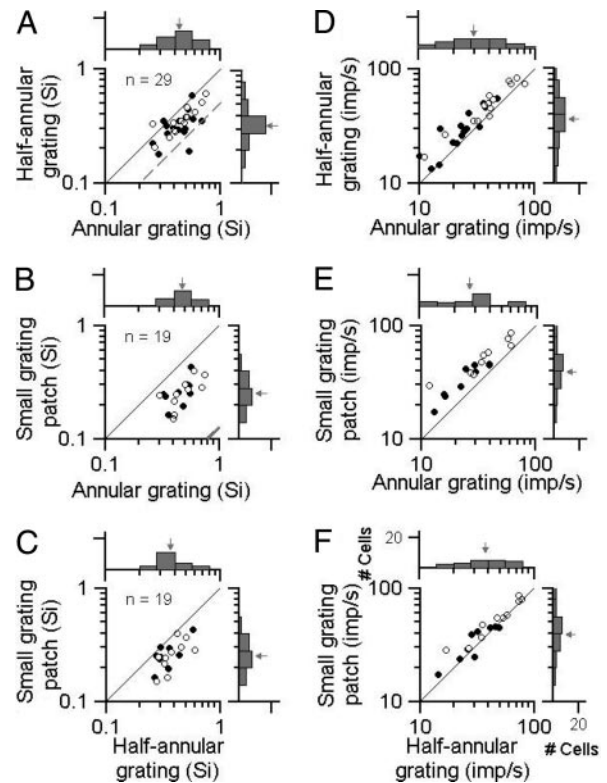 A
n = 29
1
0.1
Half-annular
grating (Si)
0.1
1
Annular grating (Si)
D
100
10
Half-annular
grating (imp/s)
10
100
Annular grating (imp/s)
B
n = 19
1
0.1
Small grating
patch (Si)
0.1
1
Annular grating (Si)
E
100
10
Small grating
patch (imp/s)
10
100
Annular grating (imp/s)
C
n = 19
1
0.1
Small grating
patch (Si)
0.1
1
Half-annular
grating (Si)
F
20
# Cells
100
10
Small grating
patch (imp/s)
10
100
Half-annular
grating (imp/s)
20
# Cells